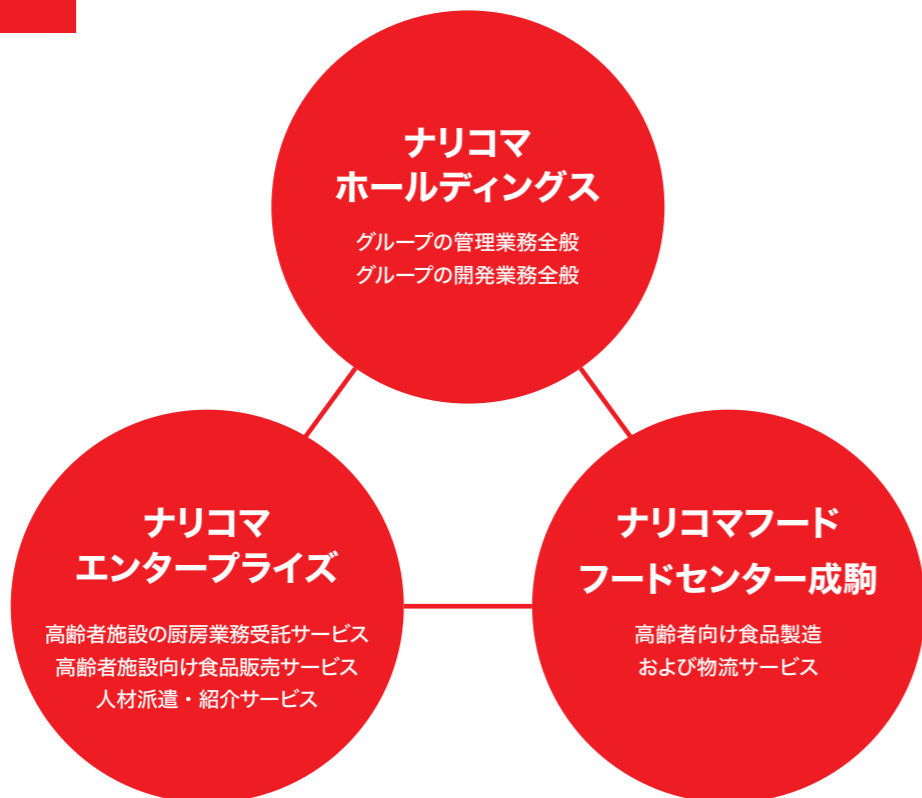 ナリコマ
ホールディングス
グループの管理業務全般
グループの開発業務全般
ナリコマ
エンタープライズ
高齢者施設の厨房業務受託サービス
高齢者施設向け食品販売サービス
人材派遣・紹介サービス
ナリコマフード
フードセンター成駒
高齢者向け食品製造
および物流サービス